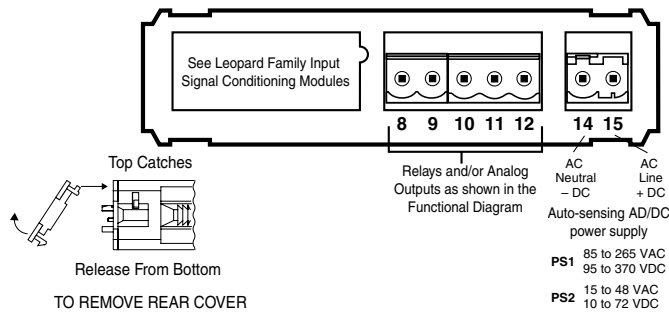 See Leopard Family Input
Signal Conditioning Modules
8 9 10 11 12 14 15
Top Catches
Relays and/or Analog
Outputs as shown in the
Functional Diagram
AC
Neutral
– DC
AC
Line
+ DC
Auto-sensing AD/DC
power supply
PS1 85 to 265 VAC
95 to 370 VDC
PS2 15 to 48 VAC
10 to 72 VDC
Release From Bottom
TO REMOVE REAR COVER